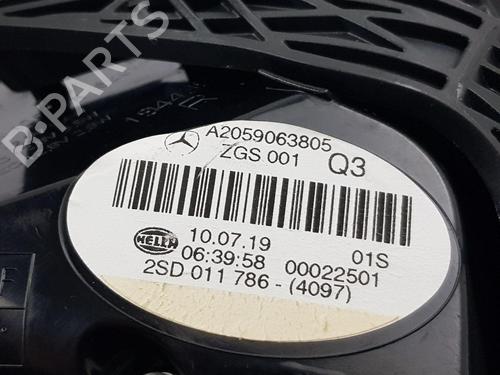 B-PARTS
A2059063805
ZGS 001 Q3
HELLA
10.07.19 01S
06:39:58 00022501
2SD 011 786 - (4097)